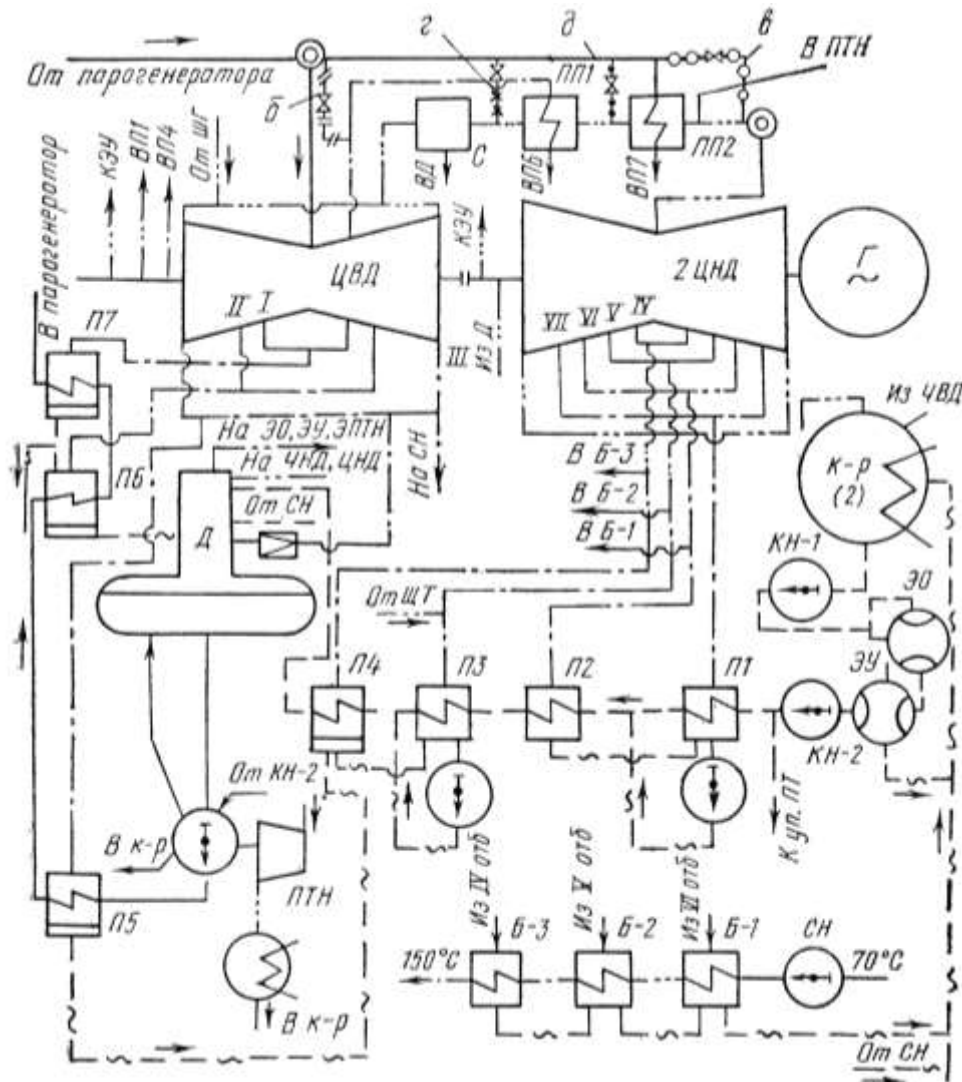 От парогенератора
б
г
д
в
В ПТН
ПП1
ПП2
С
ВД
ВП6
ВП7
КЭУ
ВП1
ВП4
От ШГ
КЭУ
ЦВД
2 ЦНД
Г
~
II
I
VII
VI
V
IV
III
Из Д
В парогенератор
П7
П6
На ЭО, ЭУ, ЭПТН
На ЧНД, ЦНД
От СН
На СН
Д
В Б-3
В Б-2
В Б-1
Из ЧВД
К-р
(2)
КН-1
ЭО
ЭУ
КН-2
От ЩТ
П4
П3
П2
П1
К уп. ПТ
От КН-2
В к-р
ПТН
П5
В к-р
Из IV отб
Из V отб
Из VI отб
Б-3
Б-2
Б-1
СН
150°С
70°С
От СН